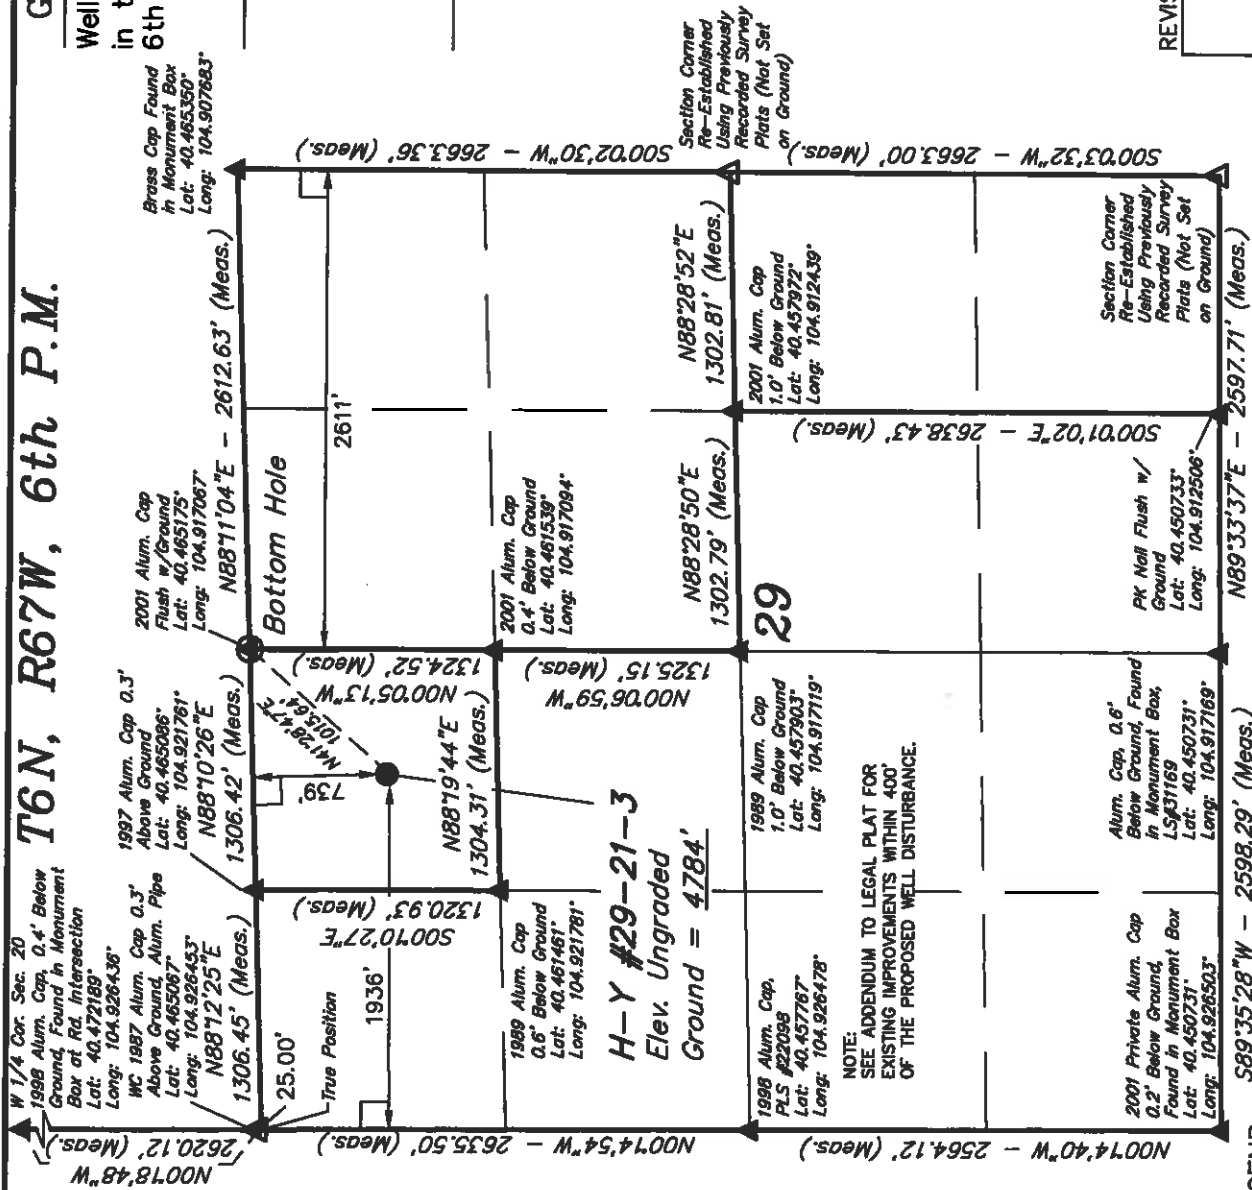 T6N, R67W, 6th P.M.
G
Well
in t
6th
W 1/4 Cor. Sec. 20
1998 Alum. Cap, 0.4' Below
Ground, Found in Monument
Box at Rd. Intersection
Lat: 40.472189°
Long: 104.926436°
WC 1987 Alum. Cap 0.3'
Above Ground, Alum. Pipe
Lat: 40.465067°
Long: 104.926453°
N88°12'25"E
1306.45' (Meas.)
1997 Alum. Cap 0.3'
Above Ground
Lat: 40.465086°
Long: 104.921761°
N88°10'26"E
1306.42' (Meas.)
2001 Alum. Cap
Flush w/Ground
Lat: 40.465175°
Long: 104.917067°
N88°11'04"E - 2612.63' (Meas.)
Brass Cap Found
in Monument Box
Lat: 40.465350°
Long: 104.907683°
N00°18'48"W
2620.12' (Meas.)
25.00'
True Position
1936'
739'
N41°28'47"E
1015.64'
Bottom Hole
2611'
S00°10'27"E
1320.93' (Meas.)
N00°05'13"W
1324.52' (Meas.)
S00°02'30"W - 2663.36' (Meas.)
N88°19'44"E
1304.31' (Meas.)
1989 Alum. Cap
0.6' Below Ground
Lat: 40.461461°
Long: 104.921781°
2001 Alum. Cap
0.4' Below Ground
Lat: 40.461539°
Long: 104.917094°
N00°06'59"W
1325.15' (Meas.)
H-Y #29-21-3
Elev. Ungraded
Ground = 4784'
N00°14'54"W - 2635.50' (Meas.)
N88°28'50"E
1302.79' (Meas.)
N88°28'52"E
1302.81' (Meas.)
Section Corner
Re-Established
Using Previously
Recorded Survey
Plats (Not Set
on Ground)
1998 Alum. Cap,
PLS #22098
Lat: 40.457767°
Long: 104.926478°
1989 Alum. Cap
1.0' Below Ground
Lat: 40.457903°
Long: 104.917119°
29
2001 Alum. Cap
1.0' Below Ground
Lat: 40.457972°
Long: 104.912439°
NOTE:
SEE ADDENDUM TO LEGAL PLAT FOR
EXISTING IMPROVEMENTS WITHIN 400'
OF THE PROPOSED WELL DISTURBANCE.
N00°14'40"W - 2564.12' (Meas.)
S00°01'02"E - 2638.43' (Meas.)
S00°03'32"W - 2663.00' (Meas.)
2001 Private Alum. Cap
0.2' Below Ground,
Found in Monument Box
Lat: 40.450731°
Long: 104.926503°
Alum. Cap, 0.6'
Below Ground, Found
in Monument Box,
LS#31169
Lat: 40.450731°
Long: 104.917169°
PK Nail Flush w/
Ground
Lat: 40.450733°
Long: 104.912506°
Section Corner
Re-Established
Using Previously
Recorded Survey
Plats (Not Set
on Ground)
S89°35'28"W - 2598.29' (Meas.)
N89°33'37"E - 2597.71' (Meas.)
REVIS